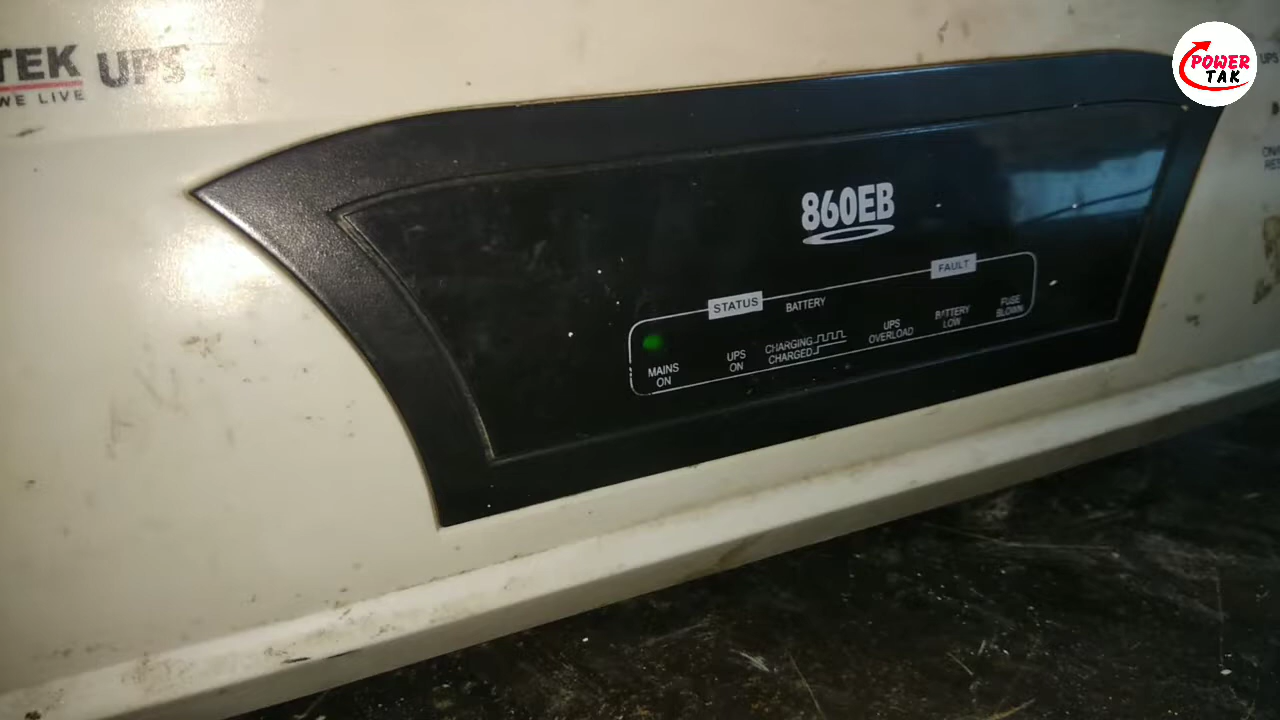 TEK UPS
WE LIVE
POWER
TAK
UPS
860EB
STATUS
BATTERY
FAULT
MAINS
ON
UPS
ON
CHARGING
CHARGED
UPS
OVERLOAD
BATTERY
LOW
FUSE
BLOWN